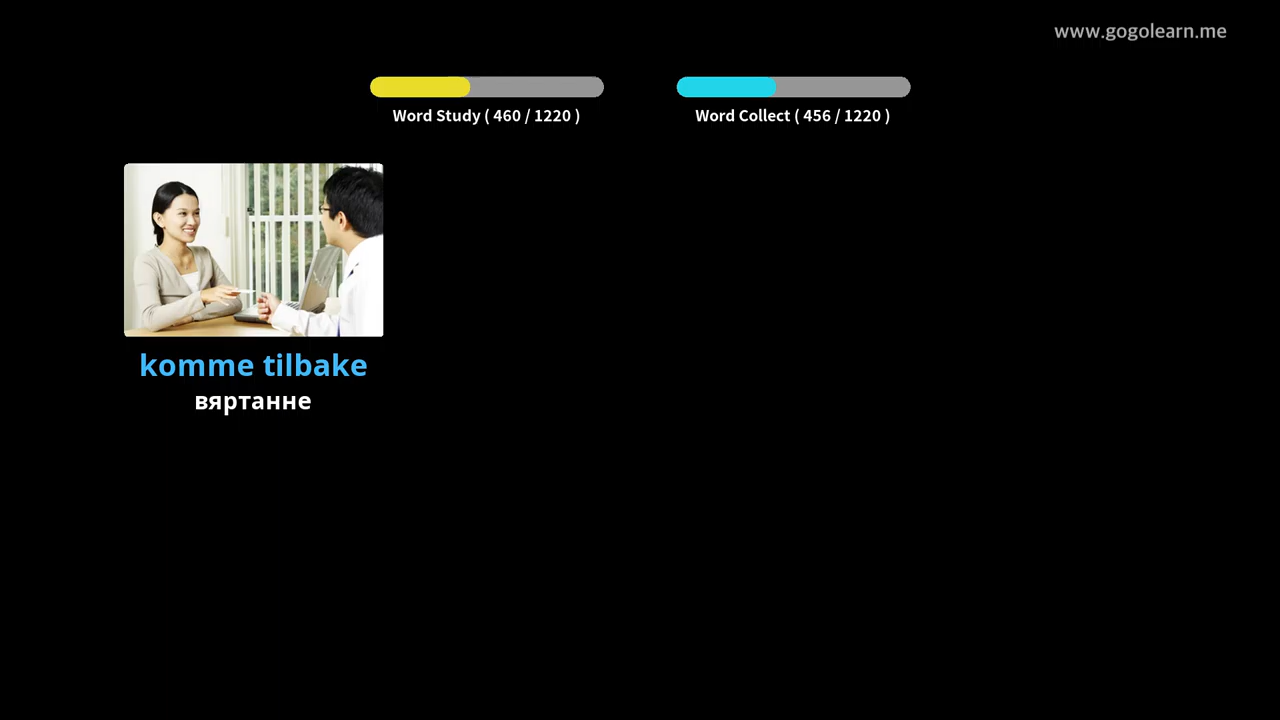 www.gogolearn.me
Word Study ( 460 / 1220 )
Word Collect ( 456 / 1220 )
komme tilbake
вяртанне